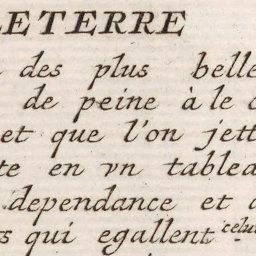 LETERRE
des plus belle
de peine à le c
et que l'on jett
te en vn tablea
dependance et a
s qui egallent celui